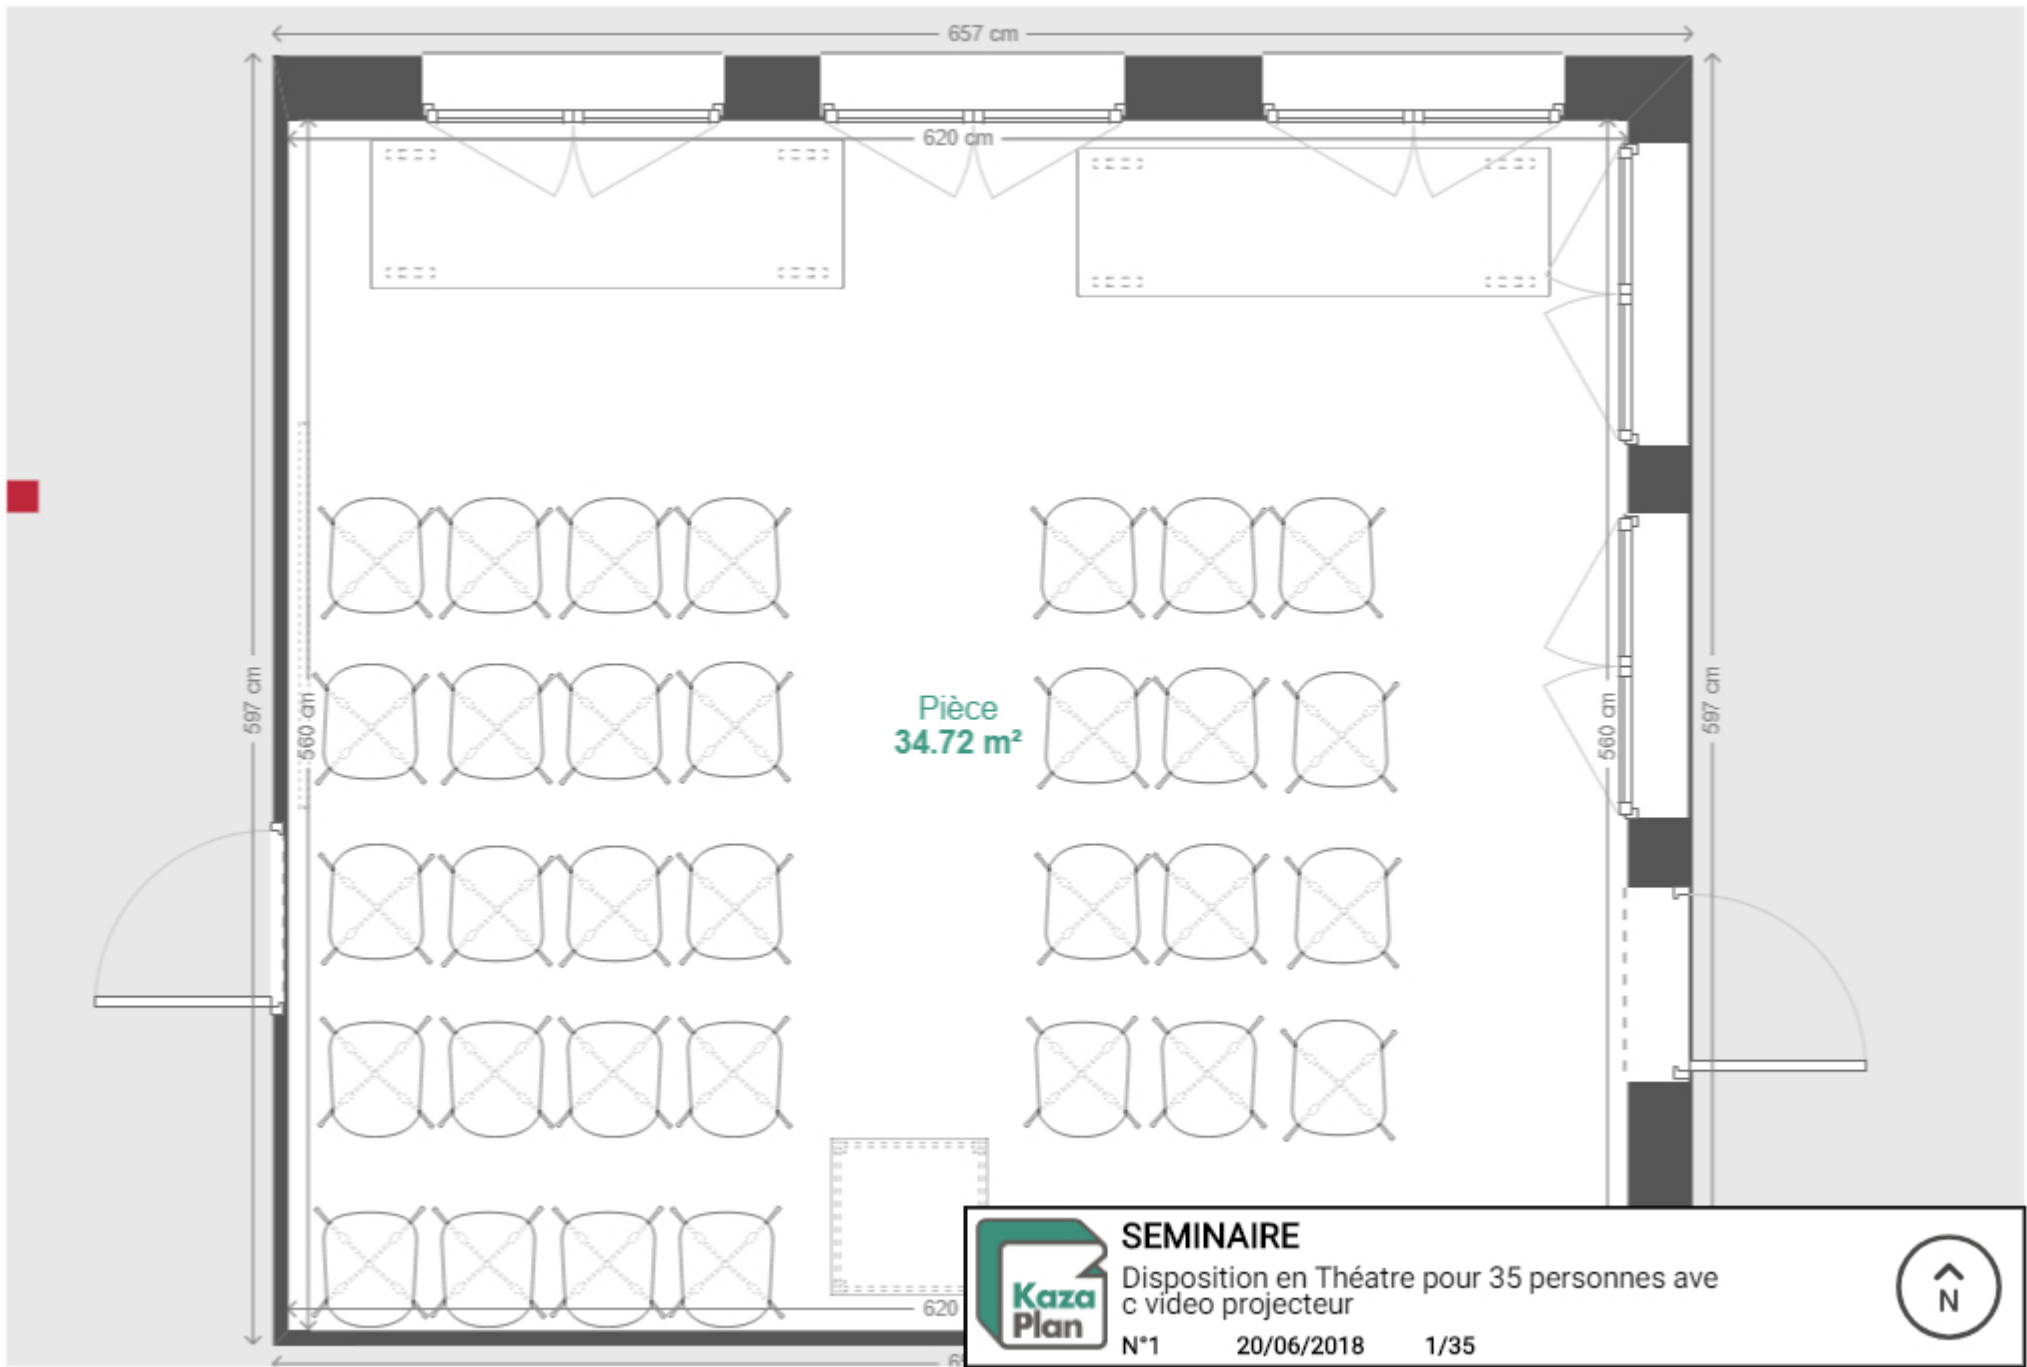 657 cm
620 cm
597 cm
560 cm
Pièce
34.72 m²
560 cm
597 cm
620
SEMINAIRE
Disposition en Théatre pour 35 personnes ave
c video projecteur
Kaza
Plan
N°1 20/06/2018 1/35
N